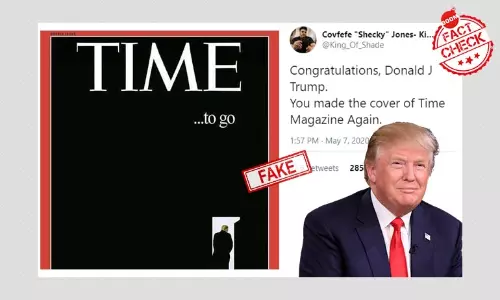 TIME
...to go
FAKE
Covfefe "Shecky" Jones- Ki...
@King_Of_Shade
Congratulations, Donald J
Trump.
You made the cover of Time
Magazine Again.
1:57 PM - May 7, 2020
etweets 285
100%
FACT
CHECK